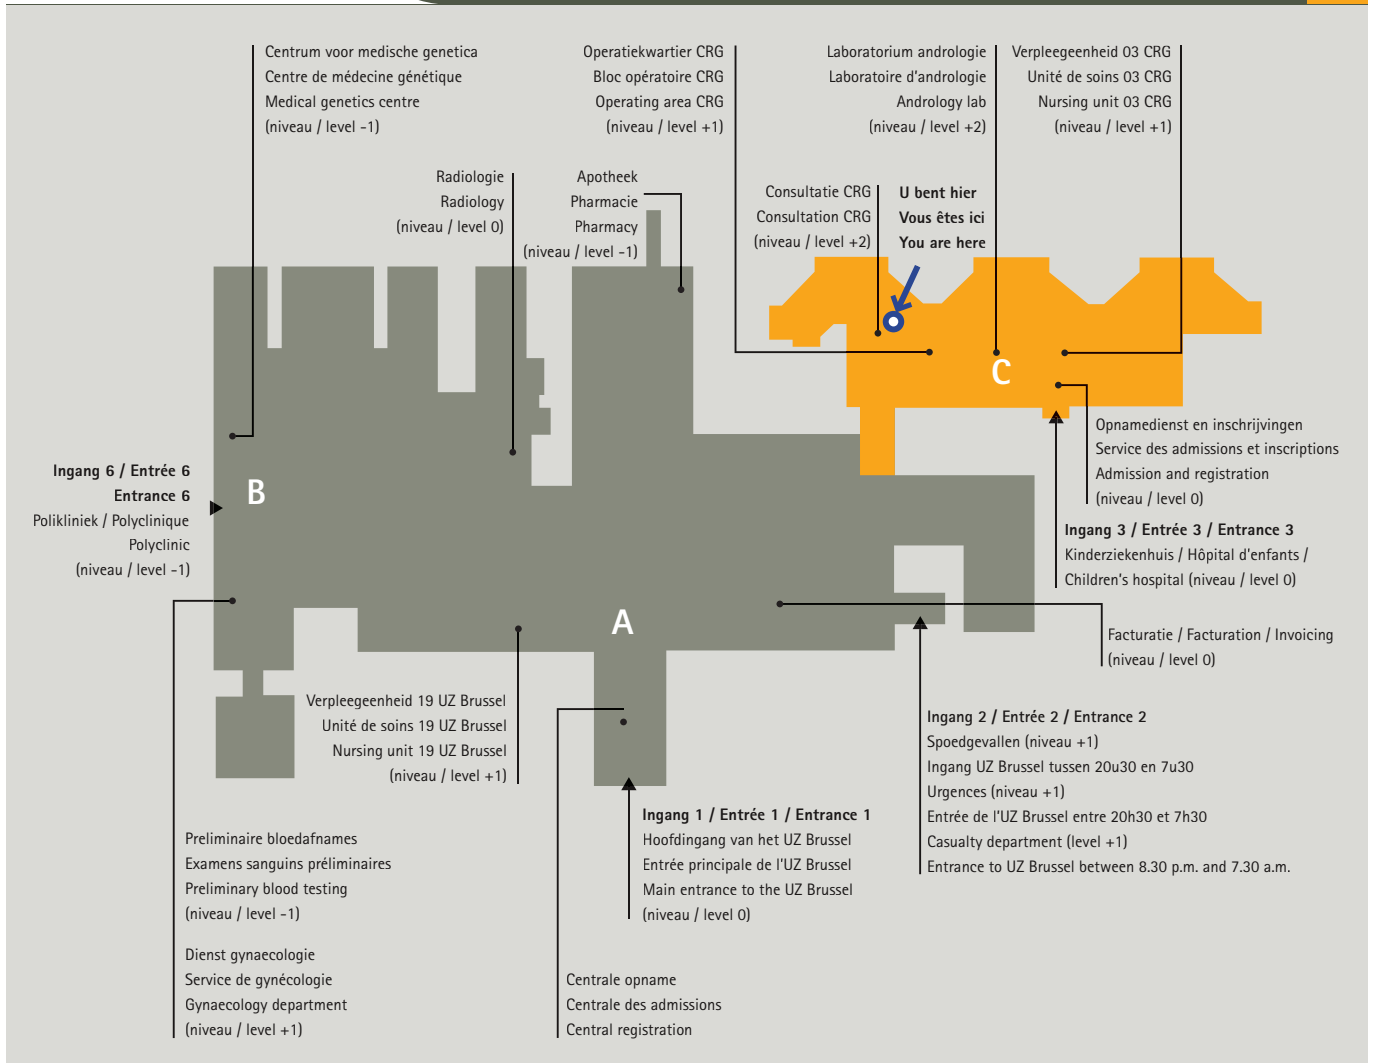 Centrum voor medische genetica
Centre de médecine génétique
Medical genetics centre
(niveau / level -1)
Operatiekwartier CRG
Bloc opératoire CRG
Operating area CRG
(niveau / level +1)
Laboratorium andrologie
Laboratoire d'andrologie
Andrology lab
(niveau / level +2)
Verpleegeenheid 03 CRG
Unité de soins 03 CRG
Nursing unit 03 CRG
(niveau / level +1)
Radiologie
Radiology
(niveau / level 0)
Apotheek
Pharmacie
Pharmacy
(niveau / level -1)
Consultatie CRG
Consultation CRG
(niveau / level +2)
U bent hier
Vous êtes ici
You are here
C
Opnamedienst en inschrijvingen
Service des admissions et inscriptions
Admission and registration
(niveau / level 0)
Ingang 6 / Entrée 6
Entrance 6
Polikliniek / Polyclinique
Polyclinic
(niveau / level -1)
B
Ingang 3 / Entrée 3 / Entrance 3
Kinderziekenhuis / Hôpital d'enfants /
Children's hospital (niveau / level 0)
A
Facturatie / Facturation / Invoicing
(niveau / level 0)
Verpleegeenheid 19 UZ Brussel
Unité de soins 19 UZ Brussel
Nursing unit 19 UZ Brussel
(niveau / level +1)
Ingang 2 / Entrée 2 / Entrance 2
Spoedgevallen (niveau +1)
Ingang UZ Brussel tussen 20u30 en 7u30
Urgences (niveau +1)
Entrée de l'UZ Brussel entre 20h30 et 7h30
Casualty department (level +1)
Entrance to UZ Brussel between 8.30 p.m. and 7.30 a.m.
Ingang 1 / Entrée 1 / Entrance 1
Hoofdingang van het UZ Brussel
Entrée principale de l'UZ Brussel
Main entrance to the UZ Brussel
(niveau / level 0)
Preliminaire bloedafnames
Examens sanguins préliminaires
Preliminary blood testing
(niveau / level -1)
Dienst gynaecologie
Service de gynécologie
Gynaecology department
(niveau / level +1)
Centrale opname
Centrale des admissions
Central registration